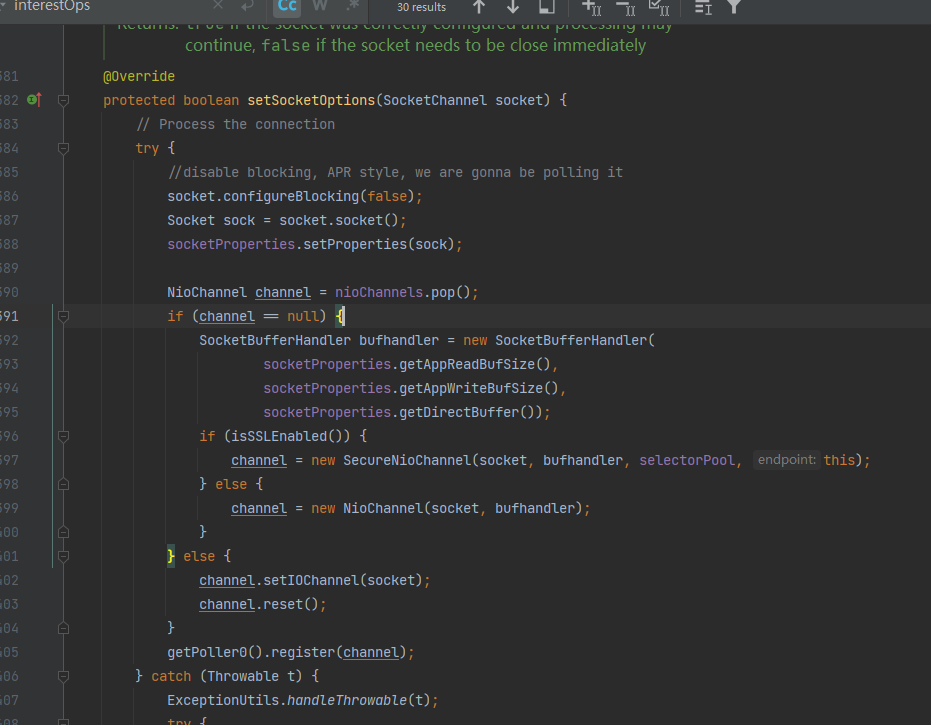 interestOps
Cc W .* 30 results
Returns: true if the socket was correctly configured and processing may
continue, false if the socket needs to be close immediately
381 @Override
382 protected boolean setSocketOptions(SocketChannel socket) {
383 // Process the connection
384 try {
385 //disable blocking, APR style, we are gonna be polling it
386 socket.configureBlocking(false);
387 Socket sock = socket.socket();
388 socketProperties.setProperties(sock);
389
390 NioChannel channel = nioChannels.pop();
391 if (channel == null) {
392 SocketBufferHandler bufhandler = new SocketBufferHandler(
393 socketProperties.getAppReadBufSize(),
394 socketProperties.getAppWriteBufSize(),
395 socketProperties.getDirectBuffer());
396 if (isSSLEnabled()) {
397 channel = new SecureNioChannel(socket, bufhandler, selectorPool, endpoint: this);
398 } else {
399 channel = new NioChannel(socket, bufhandler);
400 }
401 } else {
402 channel.setIOChannel(socket);
403 channel.reset();
404 }
405 getPoller0().register(channel);
406 } catch (Throwable t) {
407 ExceptionUtils.handleThrowable(t);
408 try {